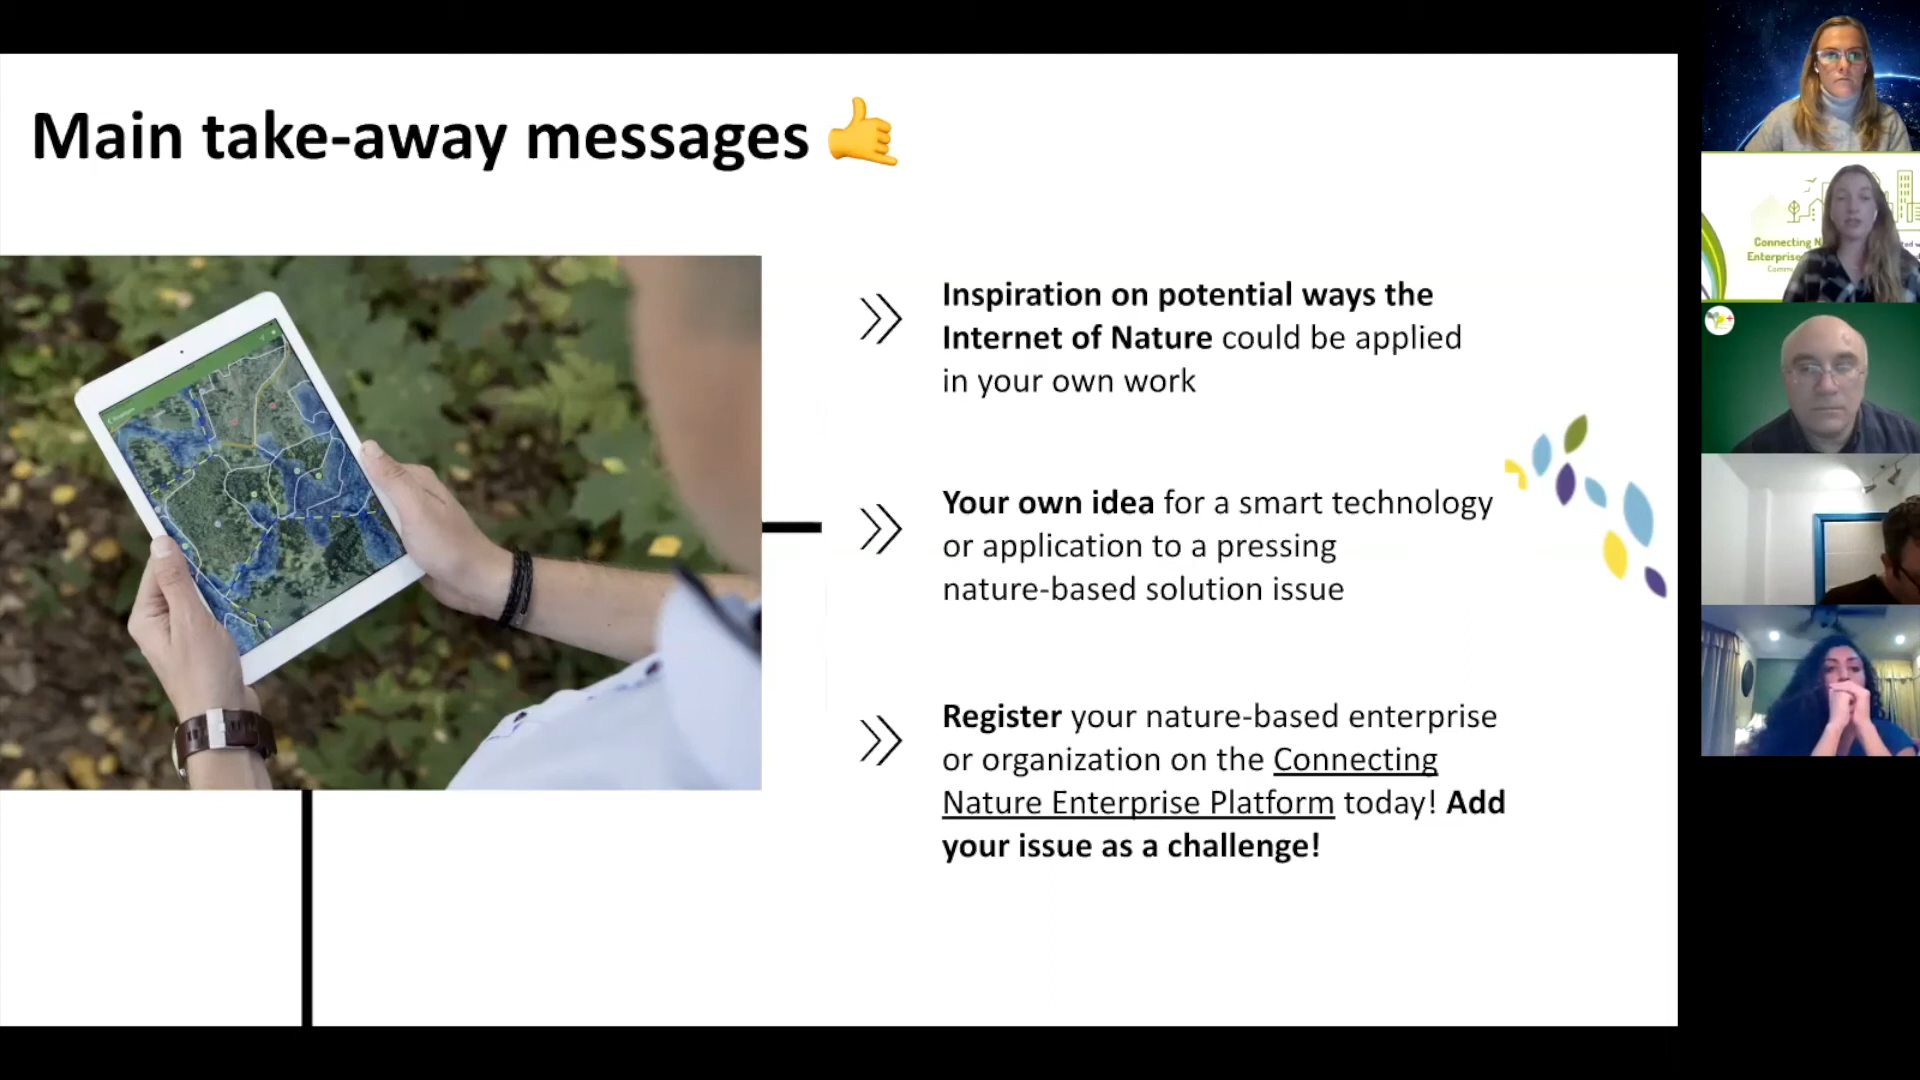 Main take-away messages
Inspiration on potential ways the
Internet of Nature could be applied
in your own work
Your own idea for a smart technology
or application to a pressing
nature-based solution issue
Register your nature-based enterprise
or organization on the Connecting
Nature Enterprise Platform today! Add
your issue as a challenge!
Connecting N
Enterprise